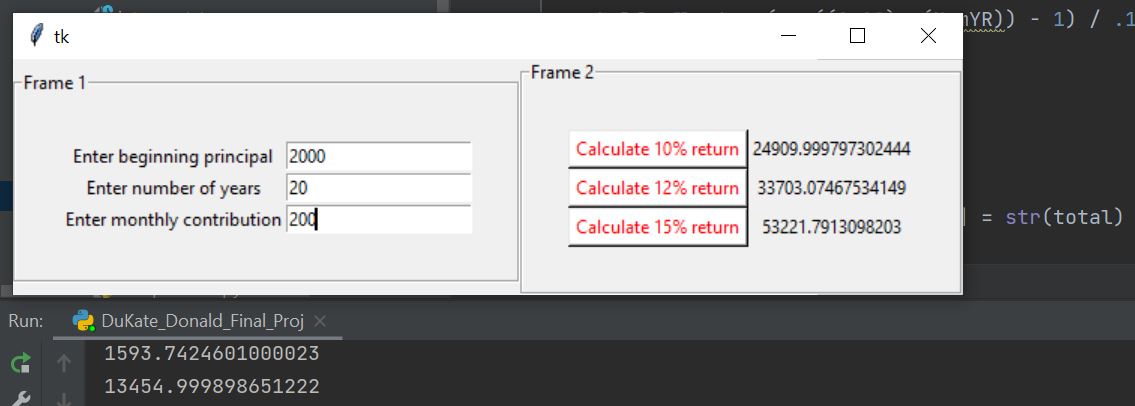 tk
nYR)) - 1) / .1
Frame 1
Enter beginning principal 2000
Enter number of years 20
Enter monthly contribution 200
Frame 2
Calculate 10% return 24909.999797302444
Calculate 12% return 33703.07467534149
Calculate 15% return 53221.7913098203
= str(total)
Run: DuKate_Donald_Final_Proj
1593.7424601000023
13454.999898651222